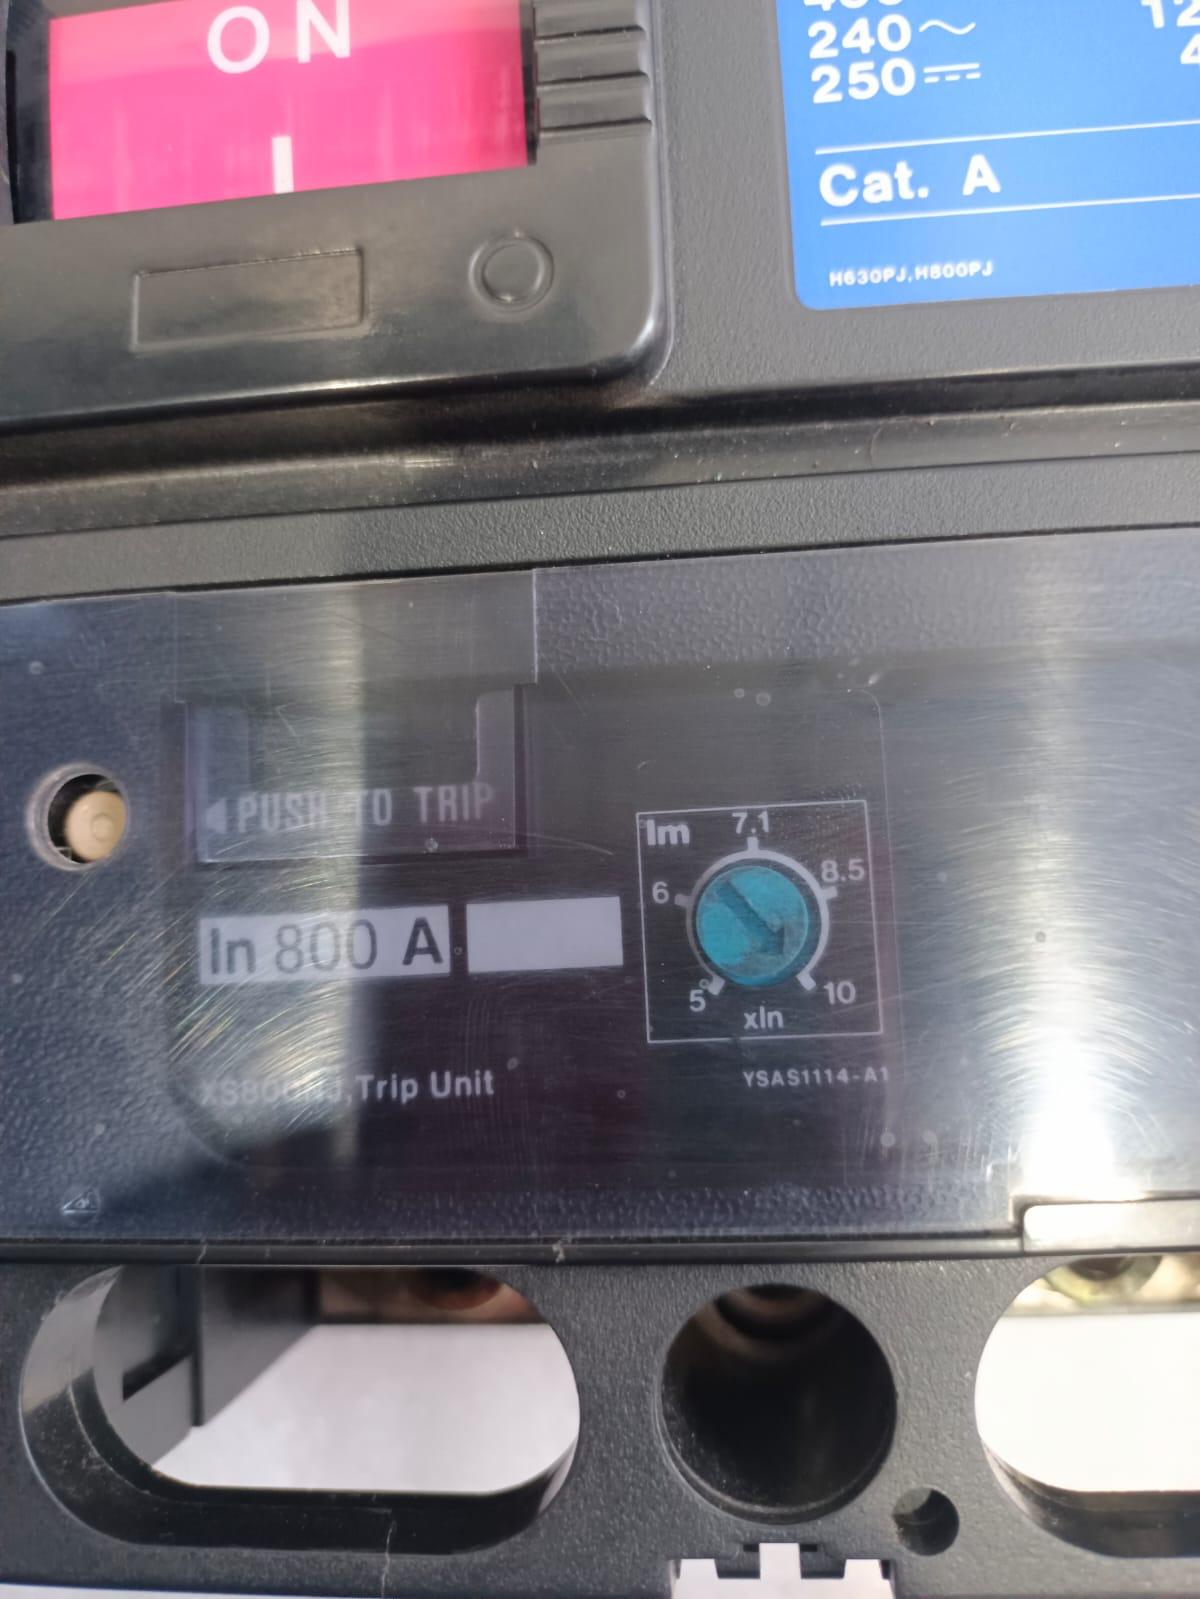 ON
240~
250⎓
Cat. A
H630PJ,H800PJ
◀PUSH TO TRIP
Im
7.1
8.5
6
5
10
xIn
In 800 A
Trip Unit
YSAS1114-A1